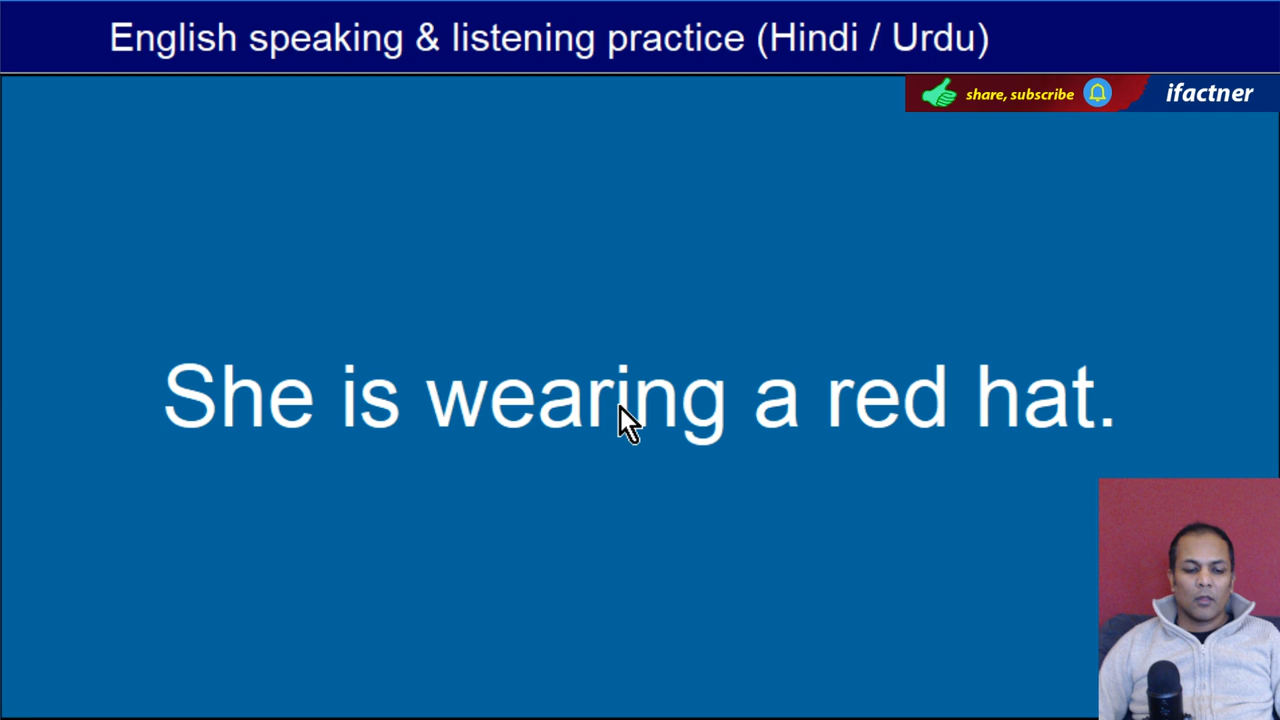 English speaking & listening practice (Hindi / Urdu)
share, subscribe
ifactner
She is wearing a red hat.